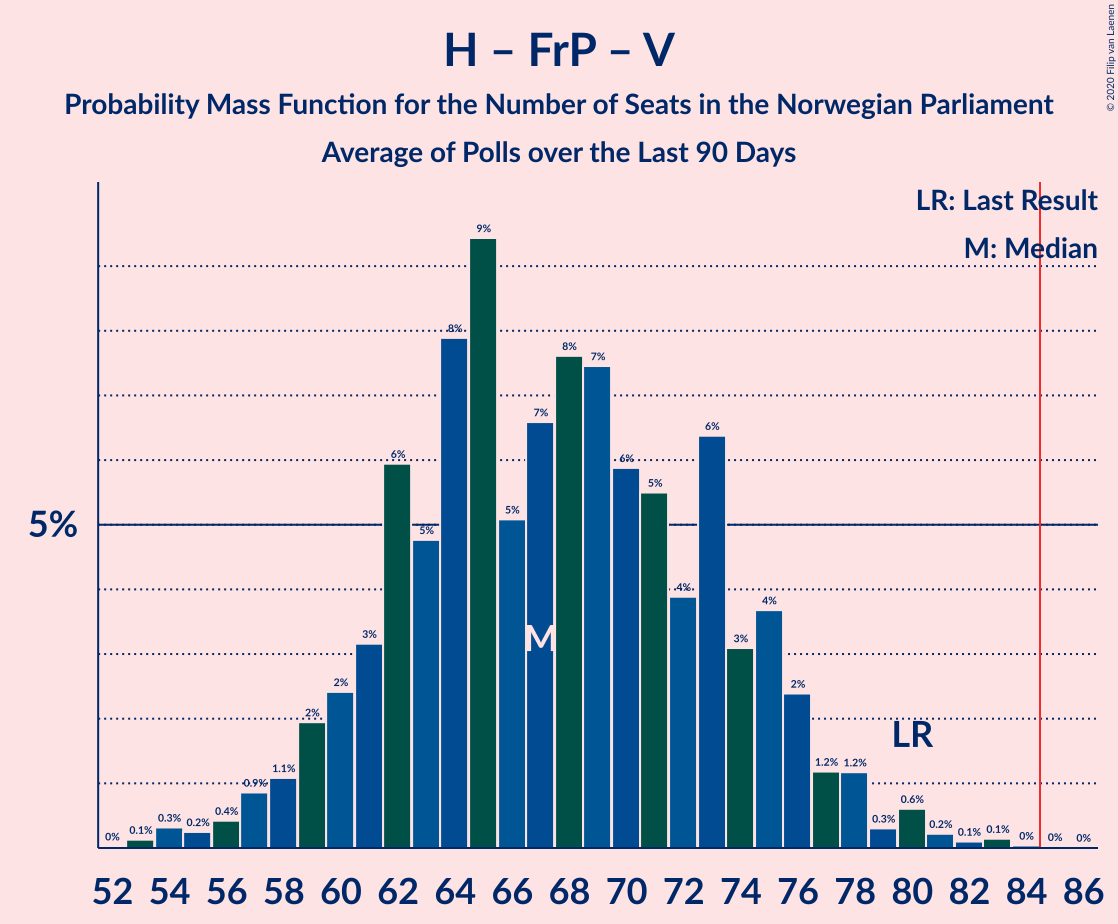 H – FrP – V
Probability Mass Function for the Number of Seats in the Norwegian Parliament
Average of Polls over the Last 90 Days
© 2020 Filip van Laenen
LR: Last Result
M: Median
5%
0% 0.1% 0.3% 0.2% 0.4% 0.9% 1.1% 2% 2% 3% 6% 5% 8% 9% 5% 7% 8% 7% 6% 5% 4% 6% 3% 4% 2% 1.2% 1.2% 0.3% 0.6% 0.2% 0.1% 0.1% 0% 0% 0%
M
LR
52 54 56 58 60 62 64 66 68 70 72 74 76 78 80 82 84 86